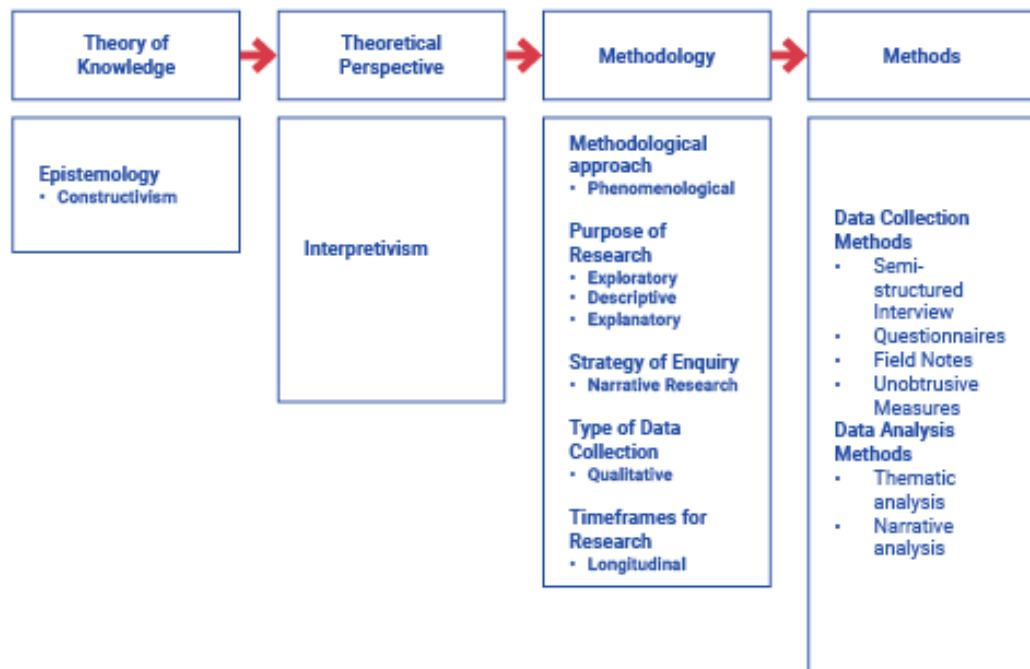 Theory of
Knowledge
Theoretical
Perspective
Methodology
Methods
Epistemology
• Constructivism
Interpretivism
Methodological
approach
• Phenomenological
Purpose of
Research
• Exploratory
• Descriptive
• Explanatory
Strategy of Enquiry
• Narrative Research
Type of Data
Collection
• Qualitative
Timeframes for
Research
• Longitudinal
Data Collection
Methods
• Semi-
structured
Interview
• Questionnaires
• Field Notes
• Unobtrusive
Measures
Data Analysis
Methods
• Thematic
analysis
• Narrative
analysis